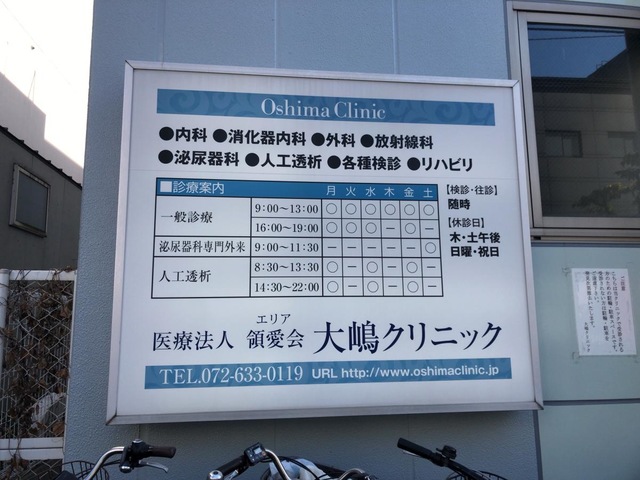 Oshima Clinic
●内科 ●消化器内科 ●外科 ●放射線科
●泌尿器科 ●人工透析 ●各種検診 ●リハビリ
■診療案内 月 火 水 木 金 土
一般診療 9:00〜13:00 ○ ○ ○ ○ ○ ○
16:00〜19:00 ○ ○ ○ － ○ －
泌尿器科専門外来 9:00〜11:30 － － － － － ○
人工透析 8:30〜13:30 ○ － ○ － ○ －
14:30〜22:00 ○ － ○ － ○ －
【検診・往診】
随時
【休診日】
木・土午後
日曜・祝日
エリア
医療法人 領愛会 大嶋クリニック
TEL.072-633-0119 URL http://www.oshimaclinic.jp
ご注意